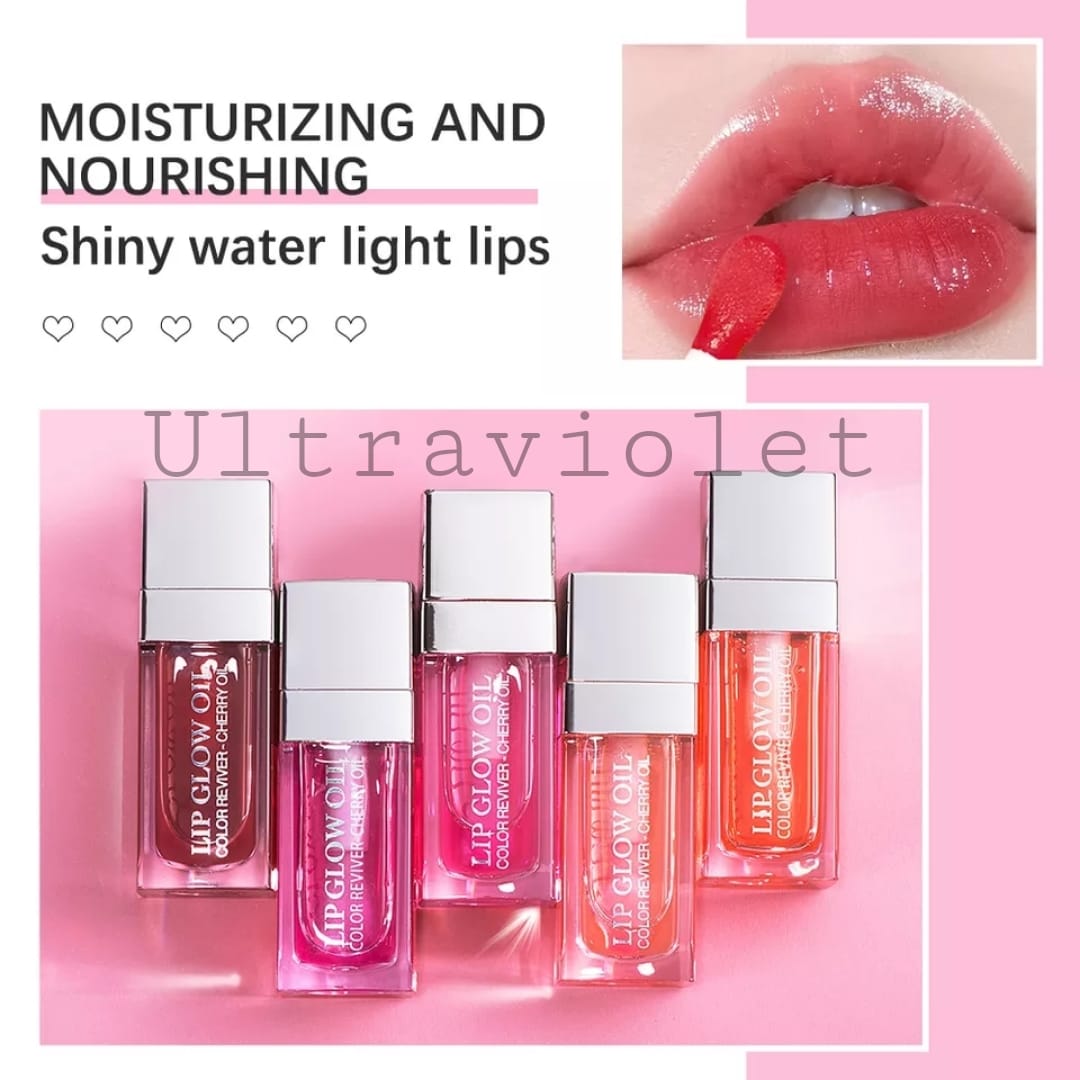 MOISTURIZING AND
NOURISHING
Shiny water light lips
Ultraviolet
LIP GLOW OIL
COLOR REVIVER - CHERRY OIL
LIP GLOW OIL
COLOR REVIVER - CHERRY OIL
LIP GLOW OIL
COLOR REVIVER - CHERRY OIL
LIP GLOW OIL
COLOR REVIVER - CHERRY OIL
LIP GLOW OIL
COLOR REVIVER-CHERRY OIL